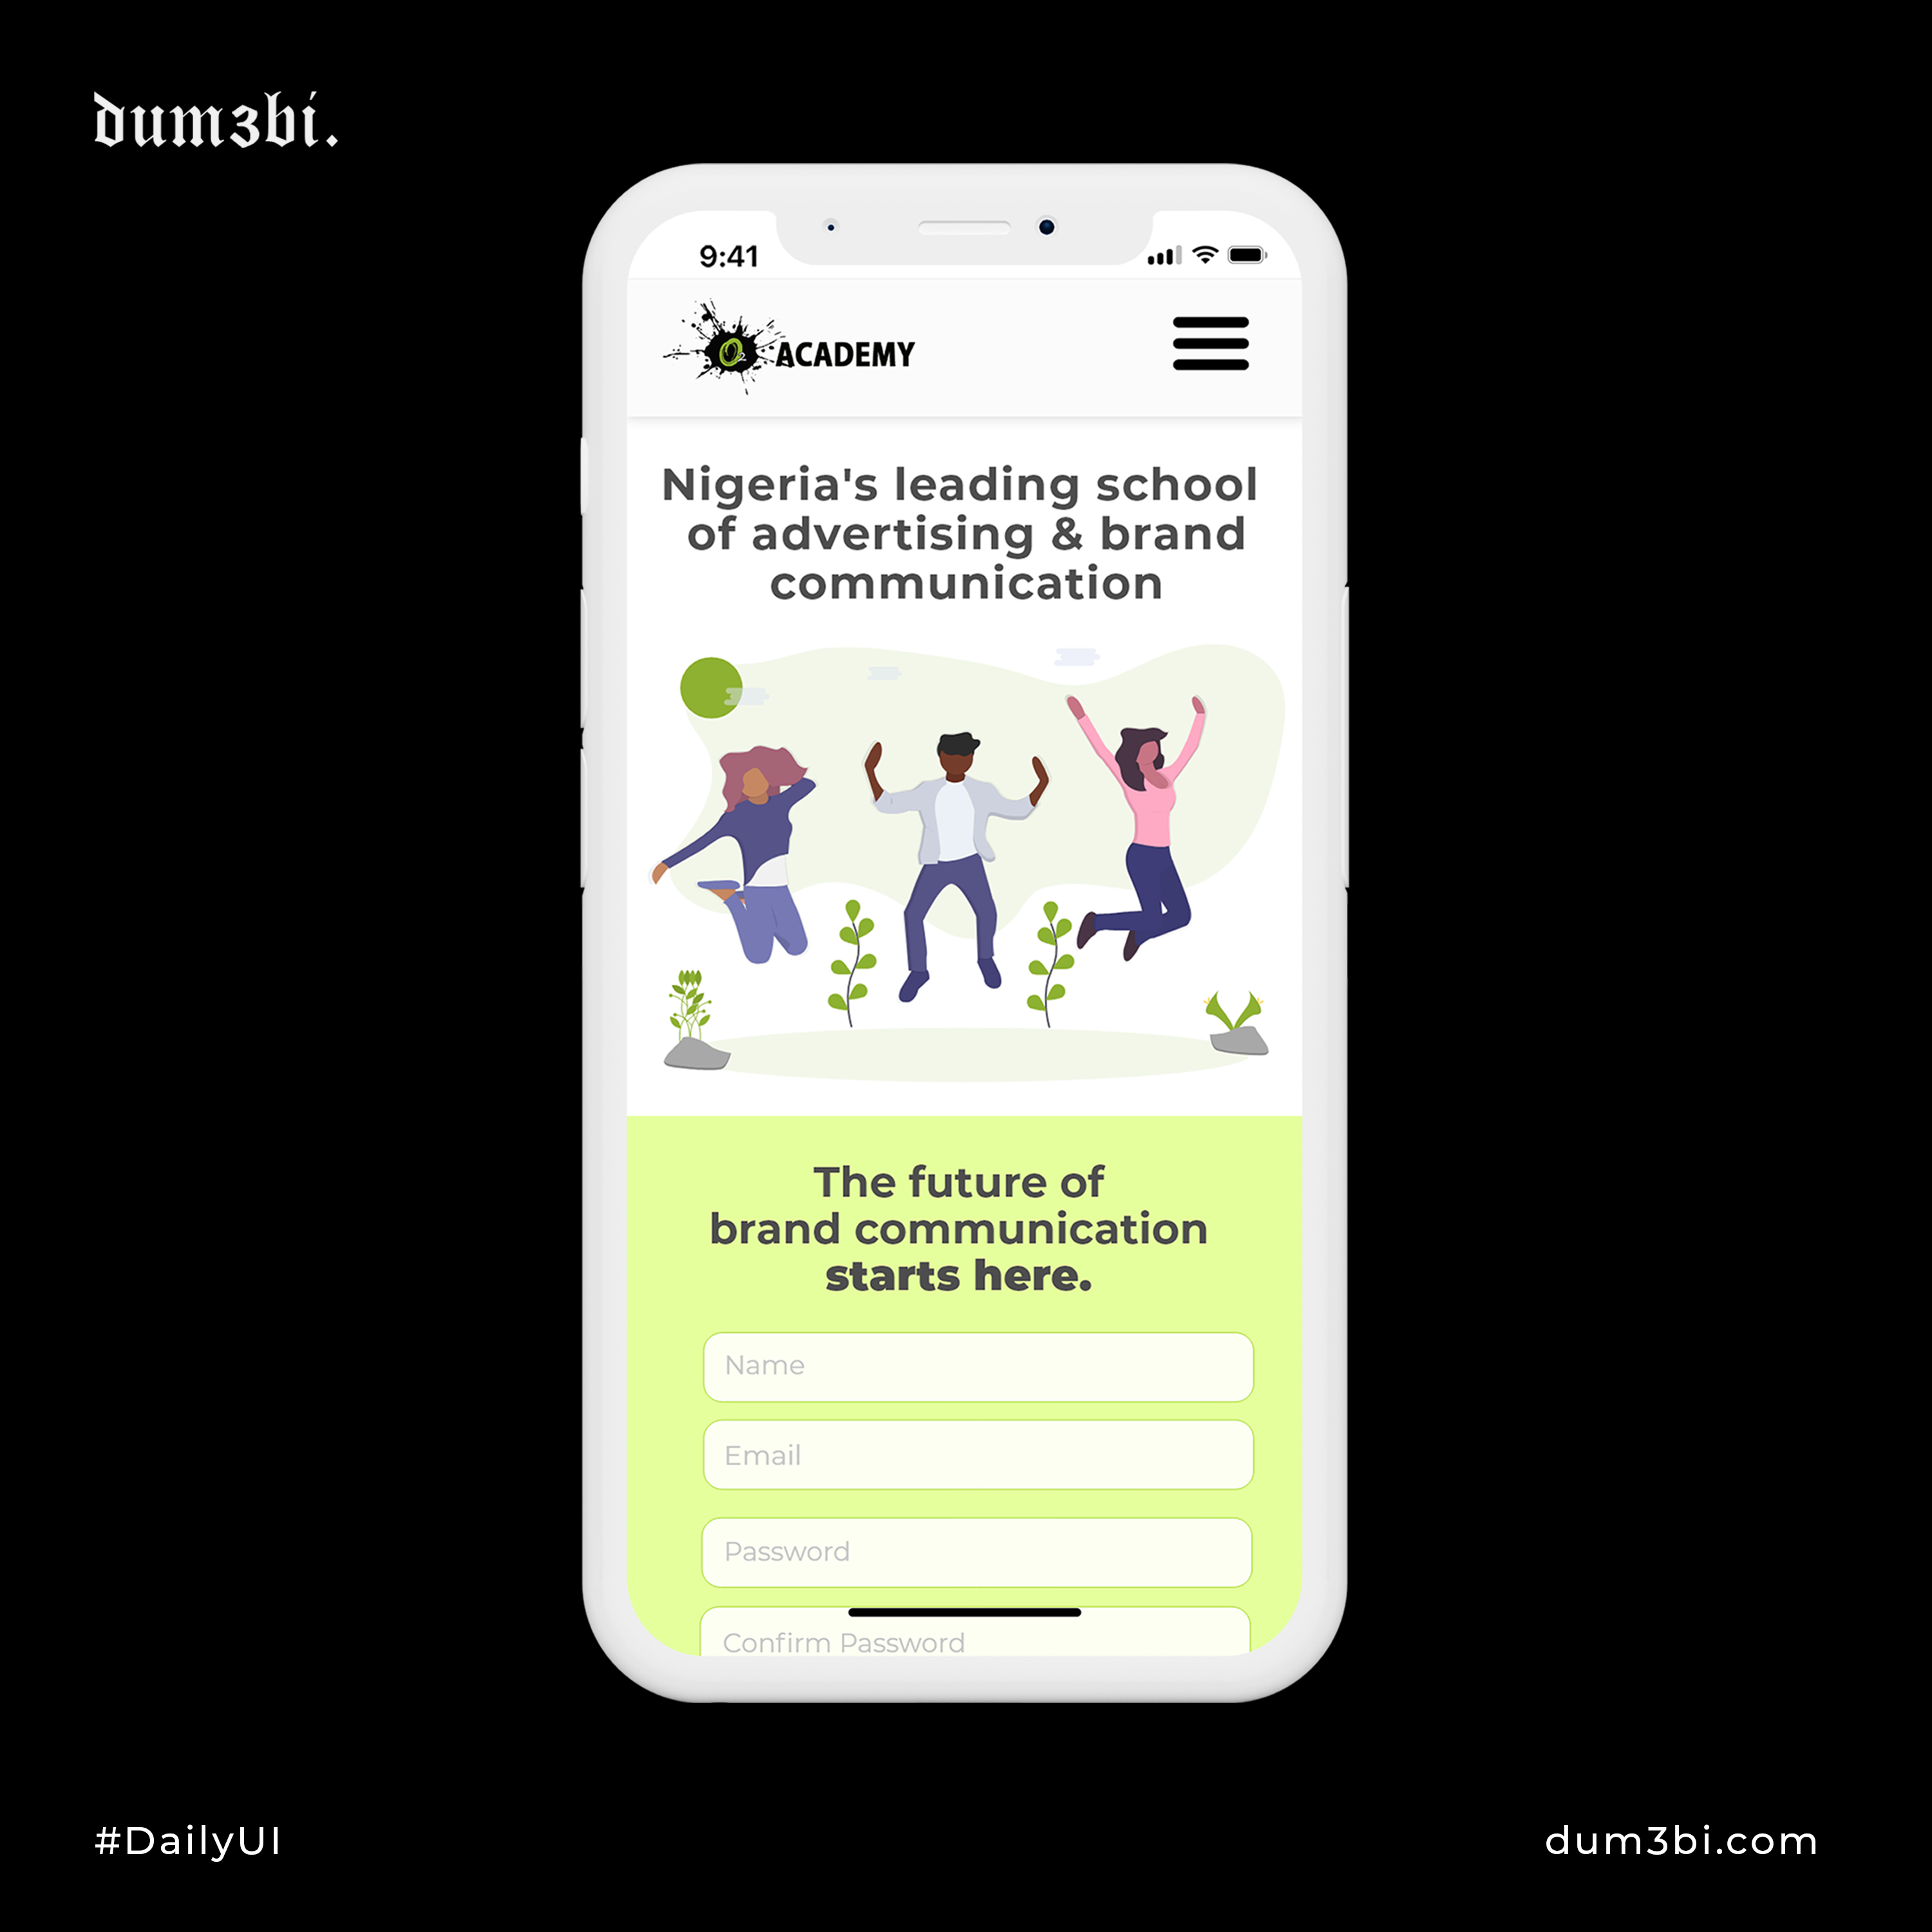 dum3bi.
9:41
O2 ACADEMY
Nigeria's leading school
of advertising & brand
communication
The future of
brand communication
starts here.
Name
Email
Password
Confirm Password
#DailyUI
dum3bi.com